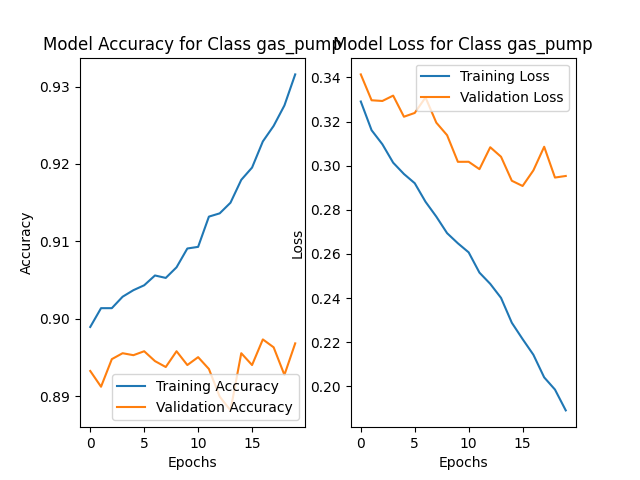 Model Accuracy for Class gas_pump
0.93
0.92
0.91
0.90
0.89
Accuracy
Training Accuracy
Validation Accuracy
0 5 10 15
Epochs
Model Loss for Class gas_pump
0.34
0.32
0.30
0.28
0.26
0.24
0.22
0.20
Loss
Training Loss
Validation Loss
0 5 10 15
Epochs